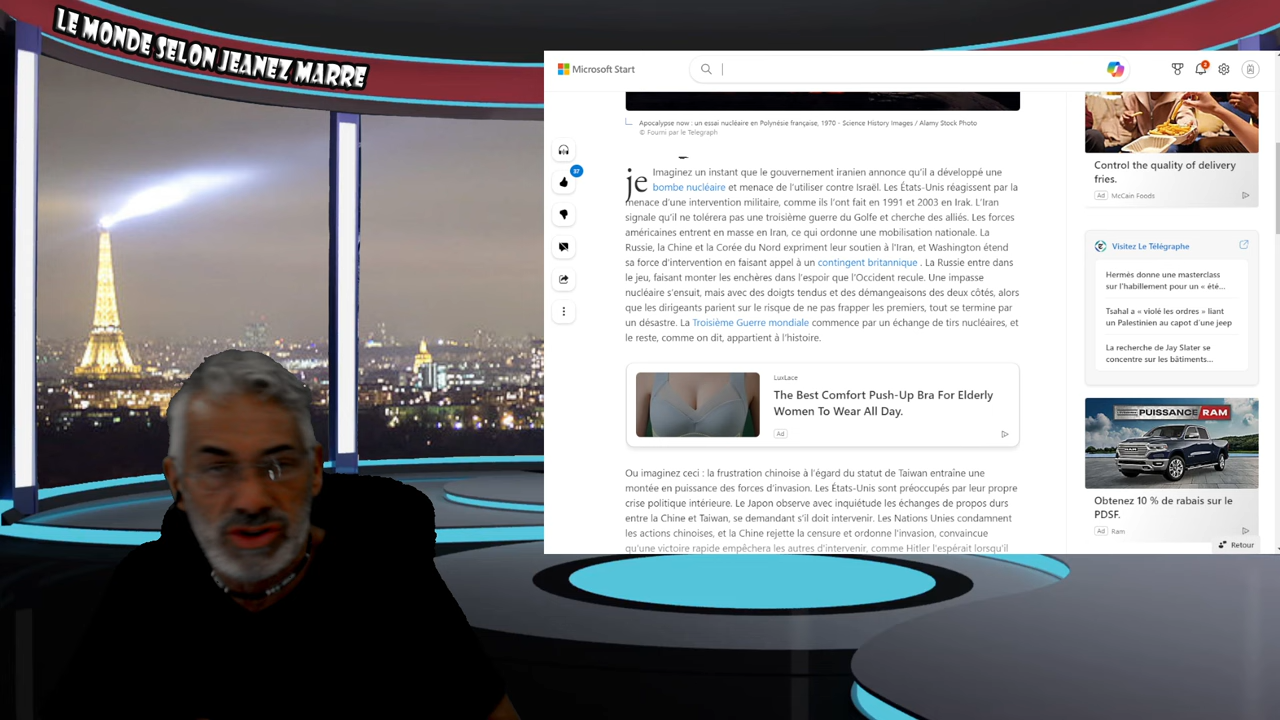 LE MONDE SELON JEANEZ MARRE
Microsoft Start
2
Apocalypse now : un essai nucléaire en Polynésie française, 1970 - Science History Images / Alamy Stock Photo
© Fourni par le Telegraph
37
je
Imaginez un instant que le gouvernement iranien annonce qu'il a développé une
bombe nucléaire et menace de l'utiliser contre Israël. Les États-Unis réagissent par la
menace d'une intervention militaire, comme ils l'ont fait en 1991 et 2003 en Irak. L'Iran
signale qu'il ne tolérera pas une troisième guerre du Golfe et cherche des alliés. Les forces
américaines entrent en masse en Iran, ce qui ordonne une mobilisation nationale. La
Russie, la Chine et la Corée du Nord expriment leur soutien à l'Iran, et Washington étend
sa force d'intervention en faisant appel à un contingent britannique . La Russie entre dans
le jeu, faisant monter les enchères dans l'espoir que l'Occident recule. Une impasse
nucléaire s'ensuit, mais avec des doigts tendus et des démangeaisons des deux côtés, alors
que les dirigeants parient sur le risque de ne pas frapper les premiers, tout se termine par
un désastre. La Troisième Guerre mondiale commence par un échange de tirs nucléaires, et
le reste, comme on dit, appartient à l'histoire.
LuxLace
The Best Comfort Push-Up Bra For Elderly
Women To Wear All Day.
Ad
Ou imaginez ceci : la frustration chinoise à l'égard du statut de Taiwan entraîne une
montée en puissance des forces d'invasion. Les États-Unis sont préoccupés par leur propre
crise politique intérieure. Le Japon observe avec inquiétude les échanges de propos durs
entre la Chine et Taiwan, se demandant s'il doit intervenir. Les Nations Unies condamnent
les actions chinoises, et la Chine rejette la censure et ordonne l'invasion, convaincue
qu'une victoire rapide empêchera les autres d'intervenir, comme Hitler l'espérait lorsqu'il
Control the quality of delivery
fries.
Ad McCain Foods
Visitez Le Télégraphe
Hermés donne une masterclass
sur l'habillement pour un « été...
Tsahal a « violé les ordres » liant
un Palestinien au capot d'une jeep
La recherche de Jay Slater se
concentre sur les bâtiments...
PUISSANCE RAM
Obtenez 10 % de rabais sur le
PDSF.
Ad Ram
Retour